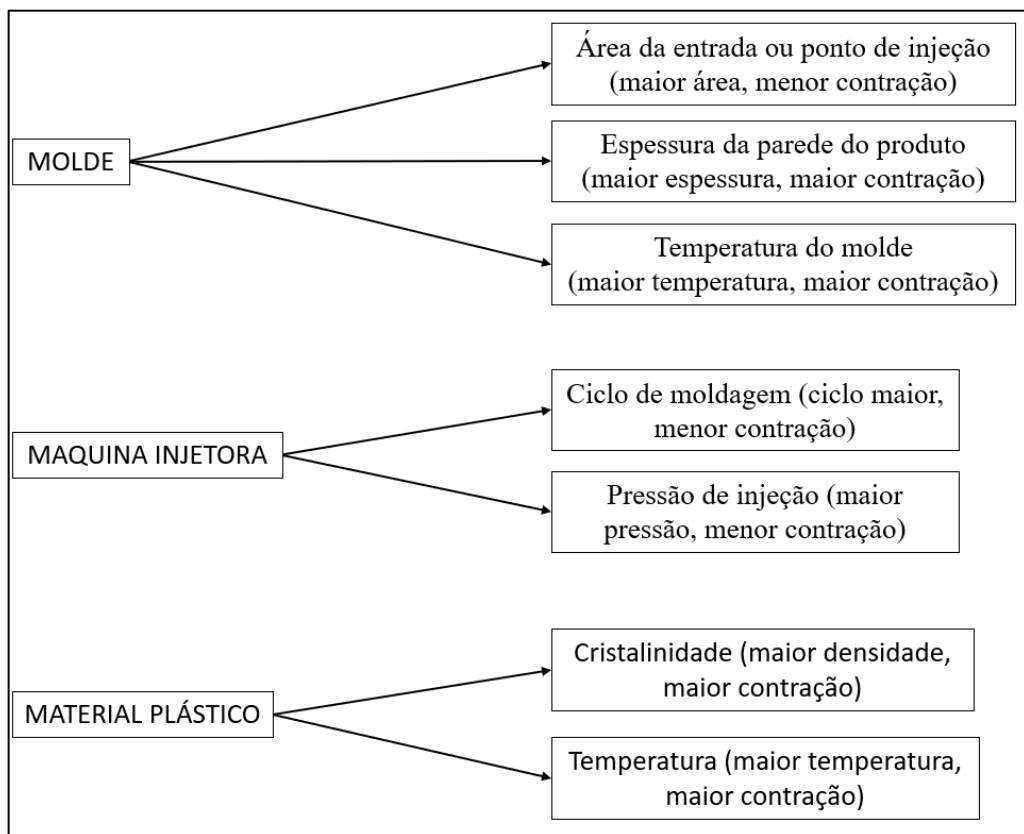 Área da entrada ou ponto de injeção
(maior área, menor contração)
MOLDE
Espessura da parede do produto
(maior espessura, maior contração)
Temperatura do molde
(maior temperatura, maior contração)
MAQUINA INJETORA
Ciclo de moldagem (ciclo maior,
menor contração)
Pressão de injeção (maior
pressão, menor contração)
MATERIAL PLÁSTICO
Cristalinidade (maior densidade,
maior contração)
Temperatura (maior temperatura,
maior contração)